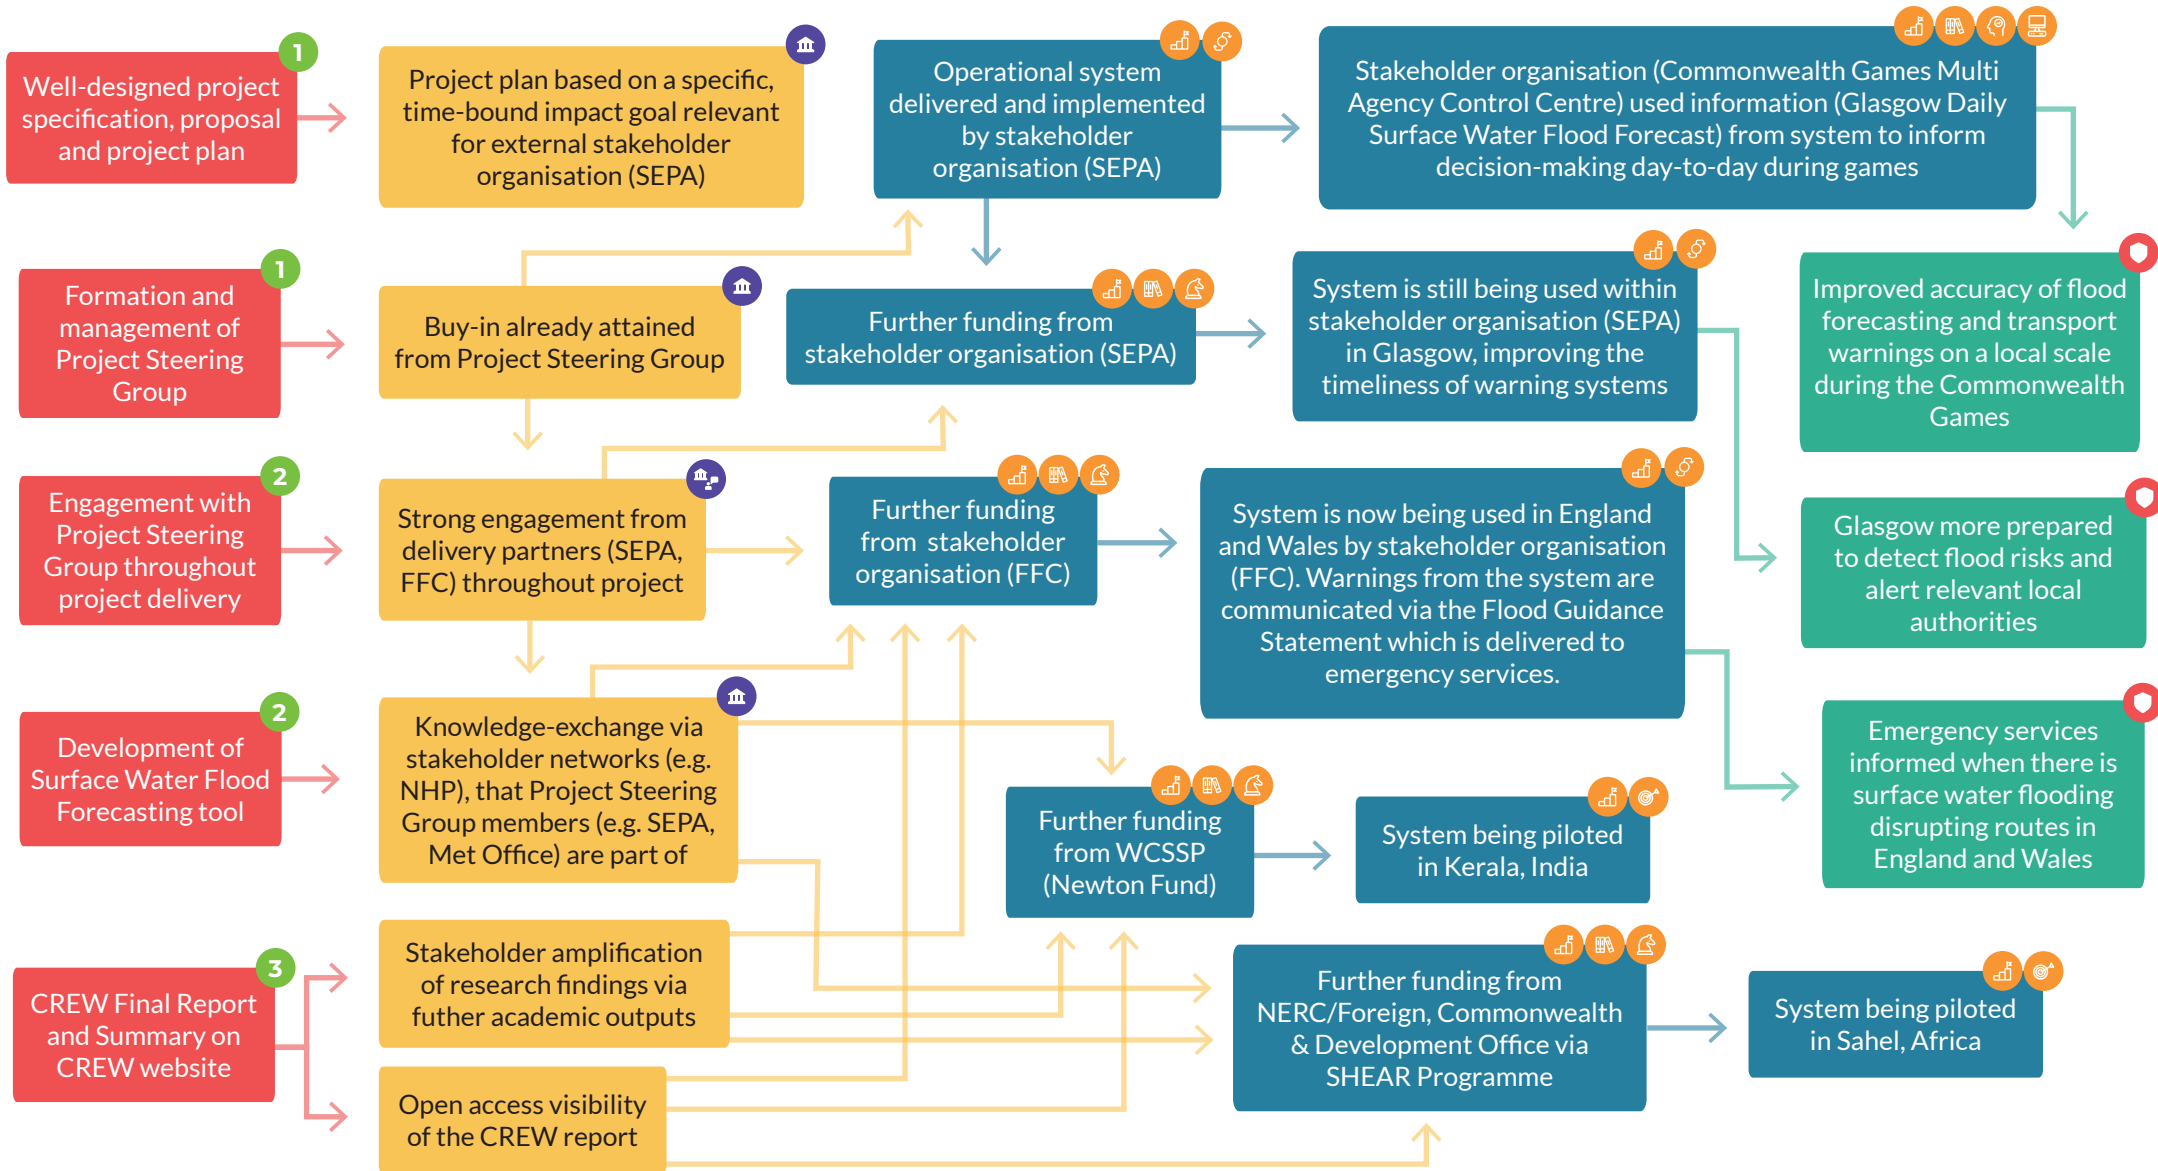 1
Well-designed project
specification, proposal
and project plan
Project plan based on a specific,
time-bound impact goal relevant
for external stakeholder
organisation (SEPA)
Operational system
delivered and implemented
by stakeholder
organisation (SEPA)
Stakeholder organisation (Commonwealth Games Multi
Agency Control Centre) used information (Glasgow Daily
Surface Water Flood Forecast) from system to inform
decision-making day-to-day during games
1
Formation and
management of
Project Steering
Group
Buy-in already attained
from Project Steering Group
Further funding from
stakeholder organisation (SEPA)
System is still being used within
stakeholder organisation (SEPA)
in Glasgow, improving the
timeliness of warning systems
Improved accuracy of flood
forecasting and transport
warnings on a local scale
during the Commonwealth
Games
2
Engagement with
Project Steering
Group throughout
project delivery
Strong engagement from
delivery partners (SEPA,
FFC) throughout project
Further funding
from stakeholder
organisation (FFC)
System is now being used in England
and Wales by stakeholder organisation
(FFC). Warnings from the system are
communicated via the Flood Guidance
Statement which is delivered to
emergency services.
Glasgow more prepared
to detect flood risks and
alert relevant local
authorities
2
Development of
Surface Water Flood
Forecasting tool
Knowledge-exchange via
stakeholder networks (e.g.
NHP), that Project Steering
Group members (e.g. SEPA,
Met Office) are part of
Further funding
from WCSSP
(Newton Fund)
System being piloted
in Kerala, India
Emergency services
informed when there is
surface water flooding
disrupting routes in
England and Wales
3
CREW Final Report
and Summary on
CREW website
Stakeholder amplification
of research findings via
futher academic outputs
Further funding from
NERC/Foreign, Commonwealth
& Development Office via
SHEAR Programme
System being piloted
in Sahel, Africa
Open access visibility
of the CREW report